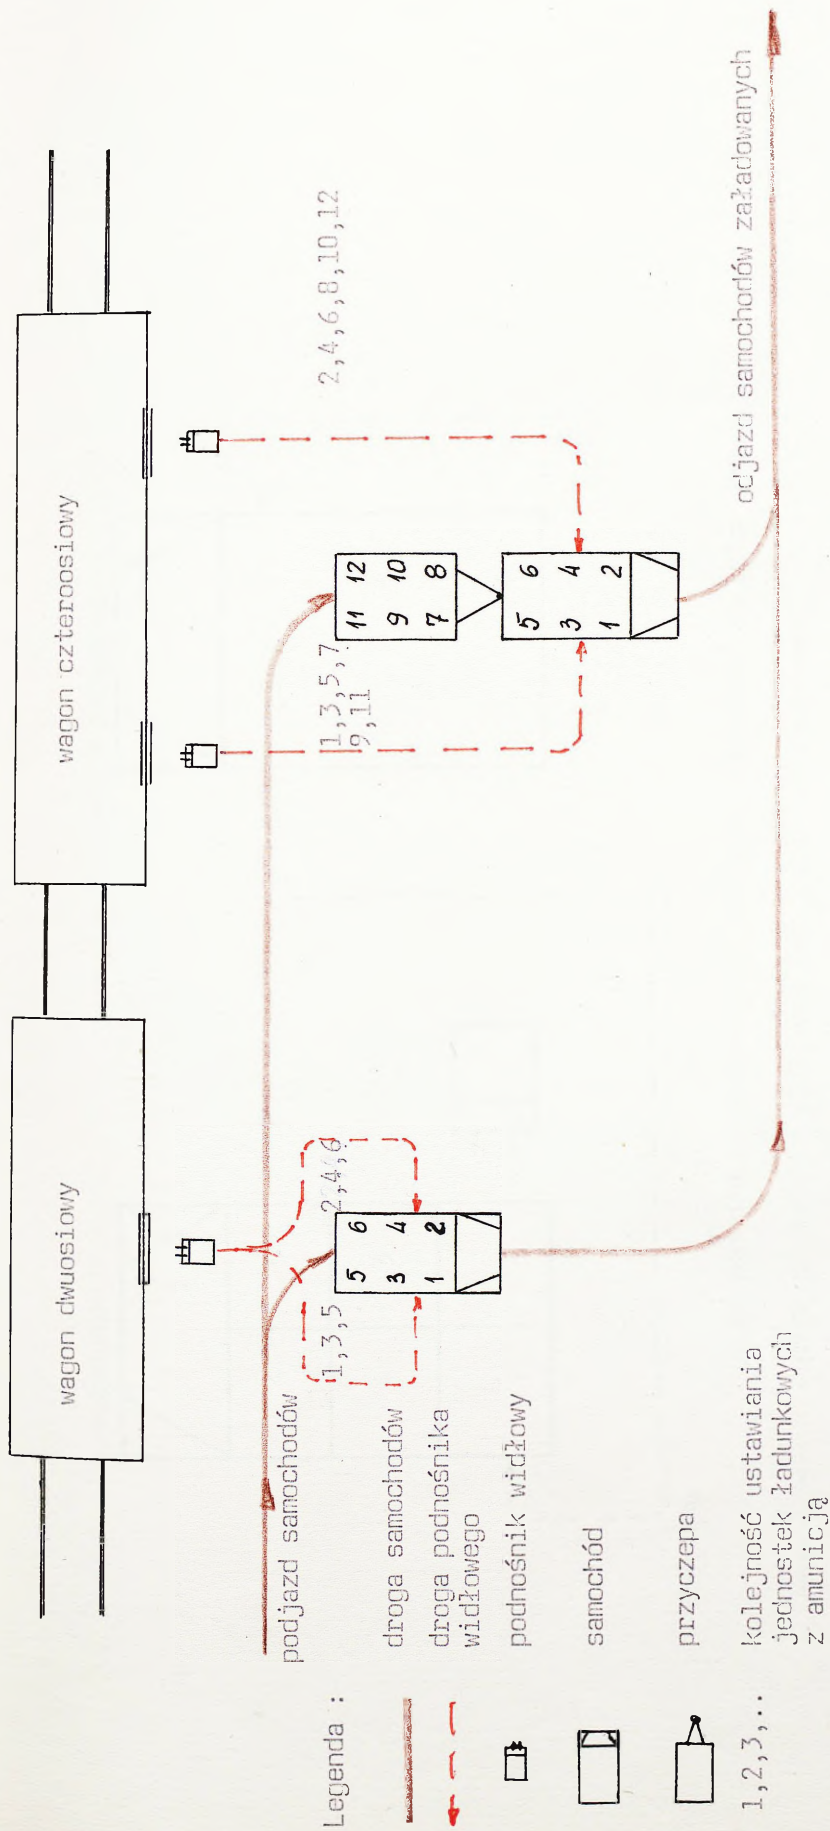 wagon dwuosiowy
wagon czteroosiowy
podjazd samochodów
1,3,5
2,4,6
5 6
3 4
1 2
1,3,5,7
9,11
2,4,6,8,10,12
11 12
9 10
7 8
5 6
3 4
1 2
odjazd samochodów załadowanych
Legenda :
droga samochodów
droga podnośnika
widłowego
podnośnik widłowy
samochód
przyczepa
1,2,3,..
kolejność ustawiania
jednostek ładunkowych
z amunicją